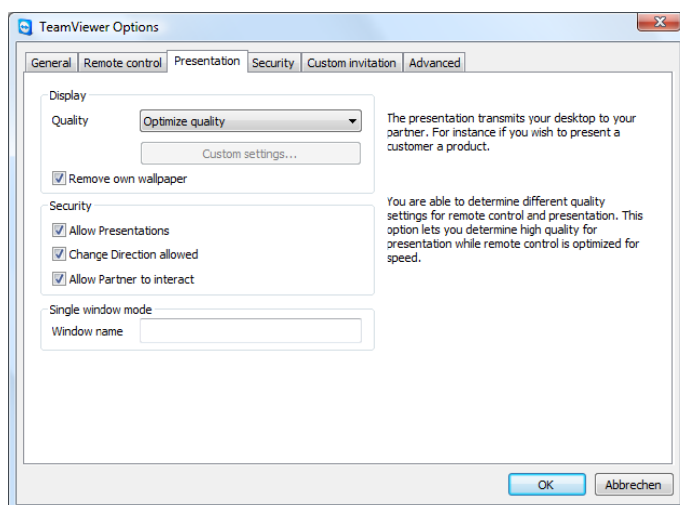 TeamViewer Options
General Remote control Presentation Security Custom invitation Advanced
Display
Quality Optimize quality
Custom settings...
Remove own wallpaper
Security
Allow Presentations
Change Direction allowed
Allow Partner to interact
Single window mode
Window name
The presentation transmits your desktop to your
partner. For instance if you wish to present a
customer a product.
You are able to determine different quality
settings for remote control and presentation. This
option lets you determine high quality for
presentation while remote control is optimized for
speed.
OK Abbrechen